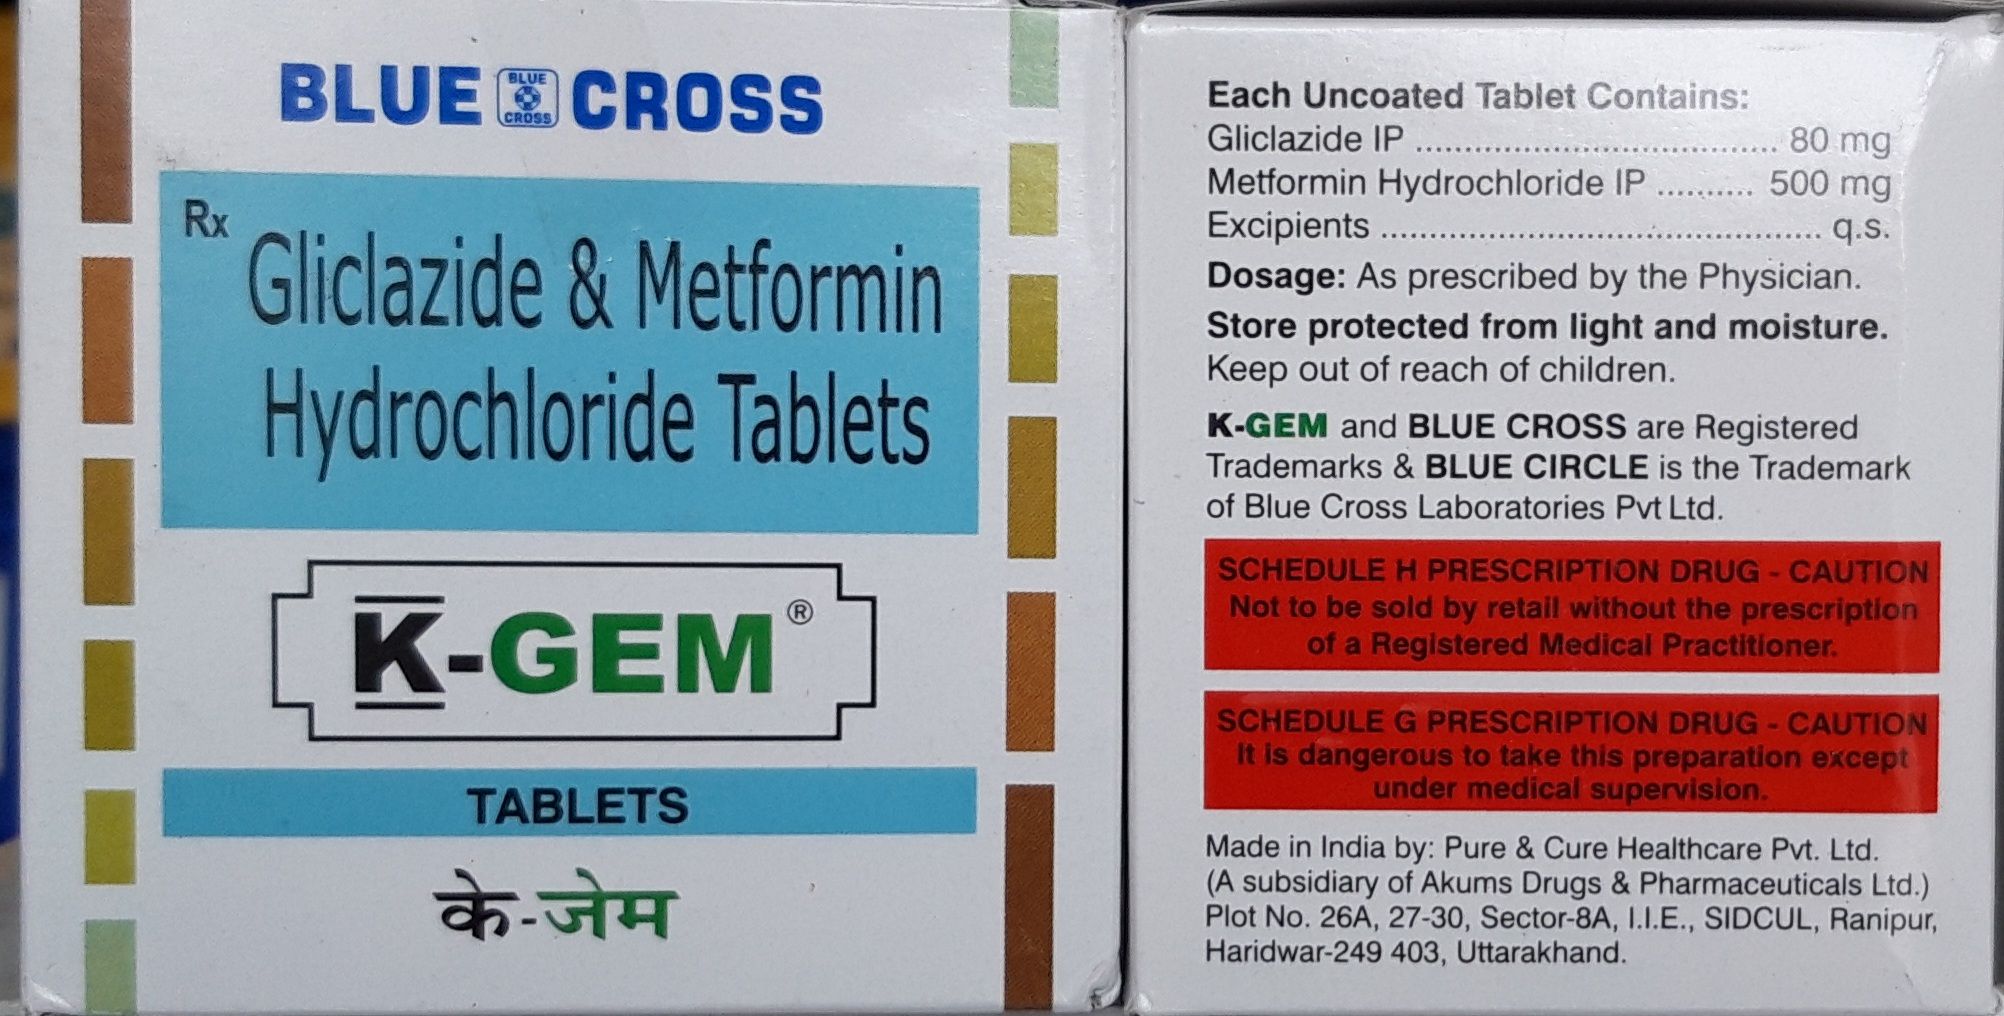 BLUE BLUE CROSS CROSS
Rx
Gliclazide & Metformin
Hydrochloride Tablets
K-GEM®
TABLETS
के-जेम
Each Uncoated Tablet Contains:
Gliclazide IP ..................................... 80 mg
Metformin Hydrochloride IP .......... 500 mg
Excipients ............................................. q.s.
Dosage: As prescribed by the Physician.
Store protected from light and moisture.
Keep out of reach of children.
K-GEM and BLUE CROSS are Registered
Trademarks & BLUE CIRCLE is the Trademark
of Blue Cross Laboratories Pvt Ltd.
SCHEDULE H PRESCRIPTION DRUG - CAUTION
Not to be sold by retail without the prescription
of a Registered Medical Practitioner.
SCHEDULE G PRESCRIPTION DRUG - CAUTION
It is dangerous to take this preparation except
under medical supervision.
Made in India by: Pure & Cure Healthcare Pvt. Ltd.
(A subsidiary of Akums Drugs & Pharmaceuticals Ltd.)
Plot No. 26A, 27-30, Sector-8A, I.I.E., SIDCUL, Ranipur,
Haridwar-249 403, Uttarakhand.